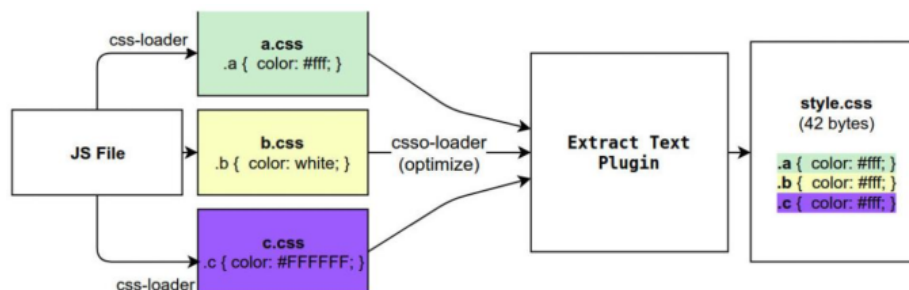 css-loader
a.css
.a { color: #fff; }
JS File
b.css
.b { color: white; }
c.css
.c { color: #FFFFFF; }
css-loader
csso-loader
(optimize)
Extract Text
Plugin
style.css
(42 bytes)
.a { color: #fff; }
.b { color: #fff; }
.c { color: #fff; }